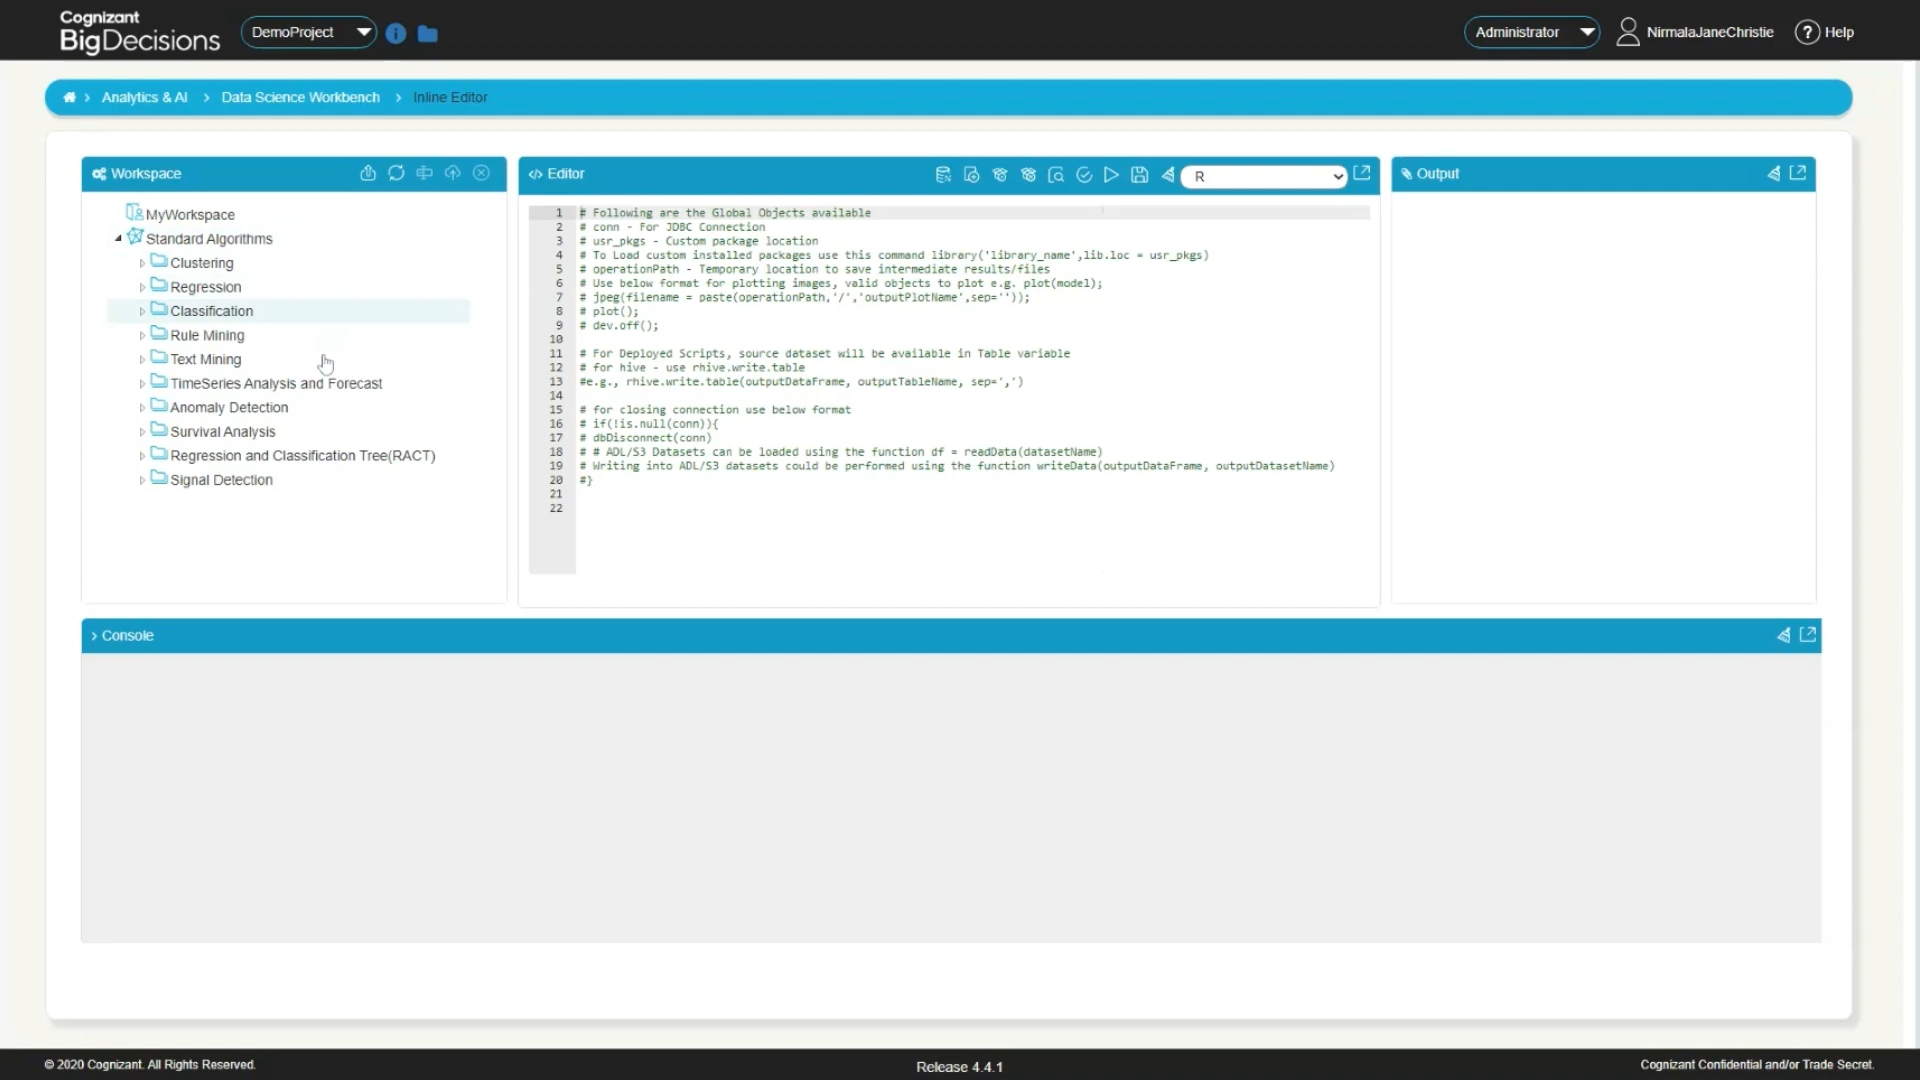 Cognizant
BigDecisions
DemoProject
Administrator
NirmalaJaneChristie
? Help
Analytics & AI > Data Science Workbench > Inline Editor
Workspace
MyWorkspace
Standard Algorithms
Clustering
Regression
Classification
Rule Mining
Text Mining
TimeSeries Analysis and Forecast
Anomaly Detection
Survival Analysis
Regression and Classification Tree(RACT)
Signal Detection
</> Editor
R
1 # Following are the Global Objects available
2 # conn - For JDBC Connection
3 # usr_pkgs - Custom package location
4 # To Load custom installed packages use this command library('library_name',lib.loc = usr_pkgs)
5 # operationPath - Temporary location to save intermediate results/files
6 # Use below format for plotting images, valid objects to plot e.g. plot(model);
7 # jpeg(filename = paste(operationPath,'/','outputPlotName',sep=''));
8 # plot();
9 # dev.off();
10
11 # For Deployed Scripts, source dataset will be available in Table variable
12 # for hive - use rhive.write.table
13 #e.g., rhive.write.table(outputDataFrame, outputTableName, sep=',')
14
15 # for closing connection use below format
16 # if(!is.null(conn)){
17 # dbDisconnect(conn)
18 # # ADL/S3 Datasets can be loaded using the function df = readData(datasetName)
19 # Writing into ADL/S3 datasets could be performed using the function writeData(outputDataFrame, outputDatasetName)
20 #}
21
22
Output
> Console
© 2020 Cognizant. All Rights Reserved.
Release 4.4.1
Cognizant Confidential and/or Trade Secret.